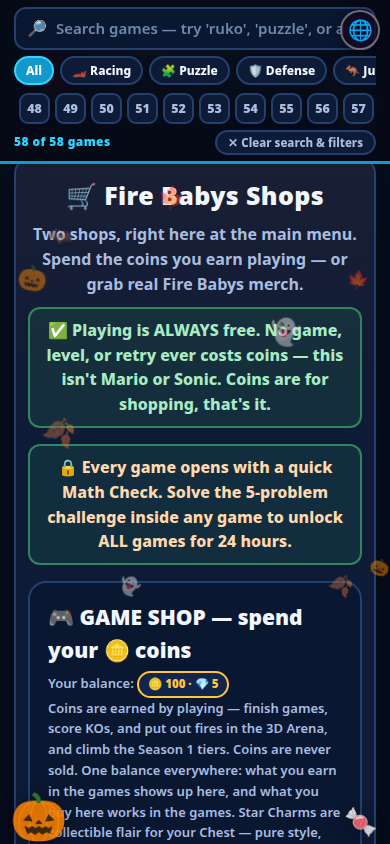 Search games — try 'ruko', 'puzzle', or a
All Racing Puzzle Defense Ju
48 49 50 51 52 53 54 55 56 57
58 of 58 games
✕ Clear search & filters
Fire Babys Shops
Two shops, right here at the main menu.
Spend the coins you earn playing — or
grab real Fire Babys merch.
✅ Playing is ALWAYS free. No game,
level, or retry ever costs coins — this
isn't Mario or Sonic. Coins are for
shopping, that's it.
🔒 Every game opens with a quick
Math Check. Solve the 5-problem
challenge inside any game to unlock
ALL games for 24 hours.
🎮 GAME SHOP — spend
your 🪙 coins
Your balance: 🪙 100 · 💎 5
Coins are earned by playing — finish games,
score KOs, and put out fires in the 3D Arena,
and climb the Season 1 tiers. Coins are never
sold. One balance everywhere: what you earn
in the games shows up here, and what you
buy here works in the games. Star Charms are
collectible flair for your Chest — pure style,